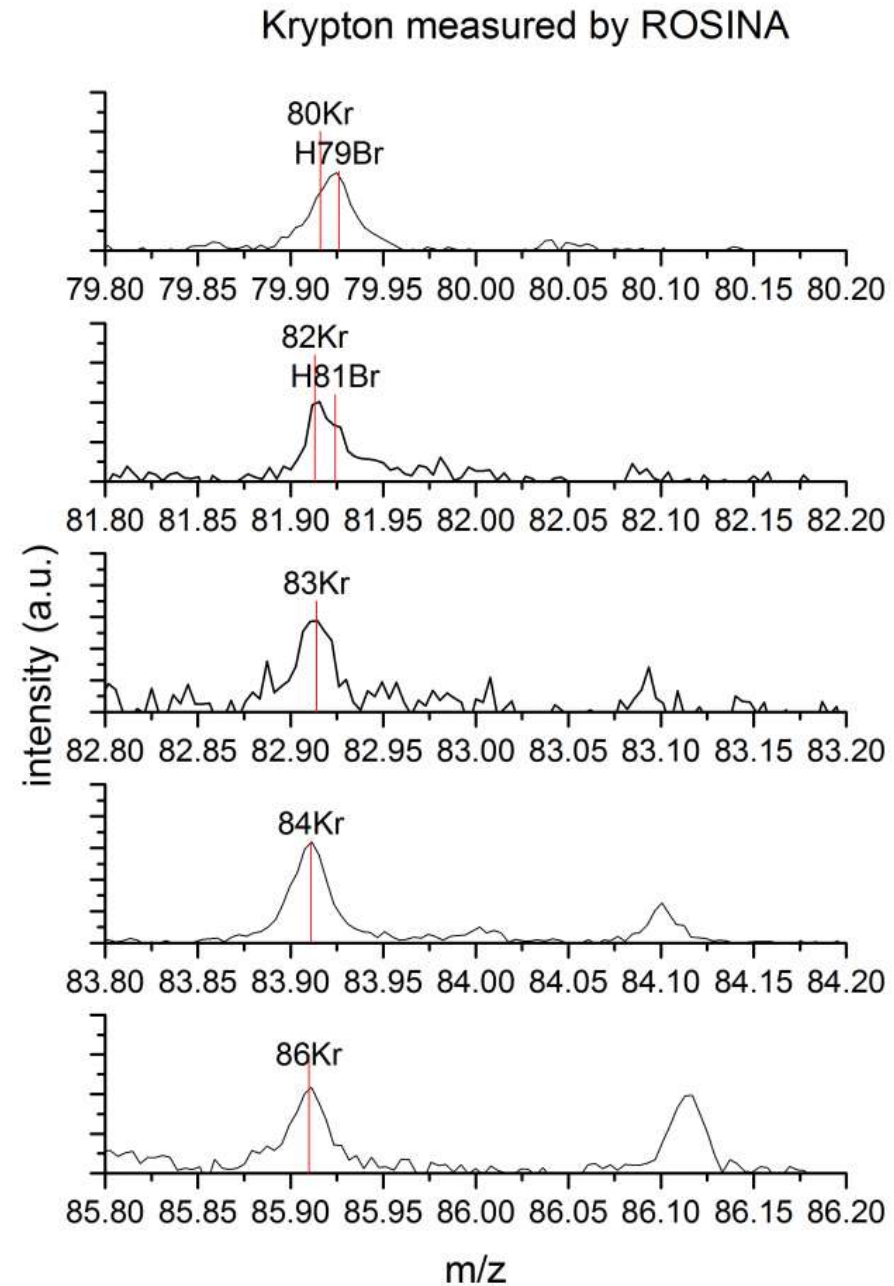 Krypton measured by ROSINA
80Kr
H79Br
79.80 79.85 79.90 79.95 80.00 80.05 80.10 80.15 80.20
82Kr
H81Br
81.80 81.85 81.90 81.95 82.00 82.05 82.10 82.15 82.20
83Kr
82.80 82.85 82.90 82.95 83.00 83.05 83.10 83.15 83.20
84Kr
83.80 83.85 83.90 83.95 84.00 84.05 84.10 84.15 84.20
86Kr
85.80 85.85 85.90 85.95 86.00 86.05 86.10 86.15 86.20
intensity (a.u.)
m/z